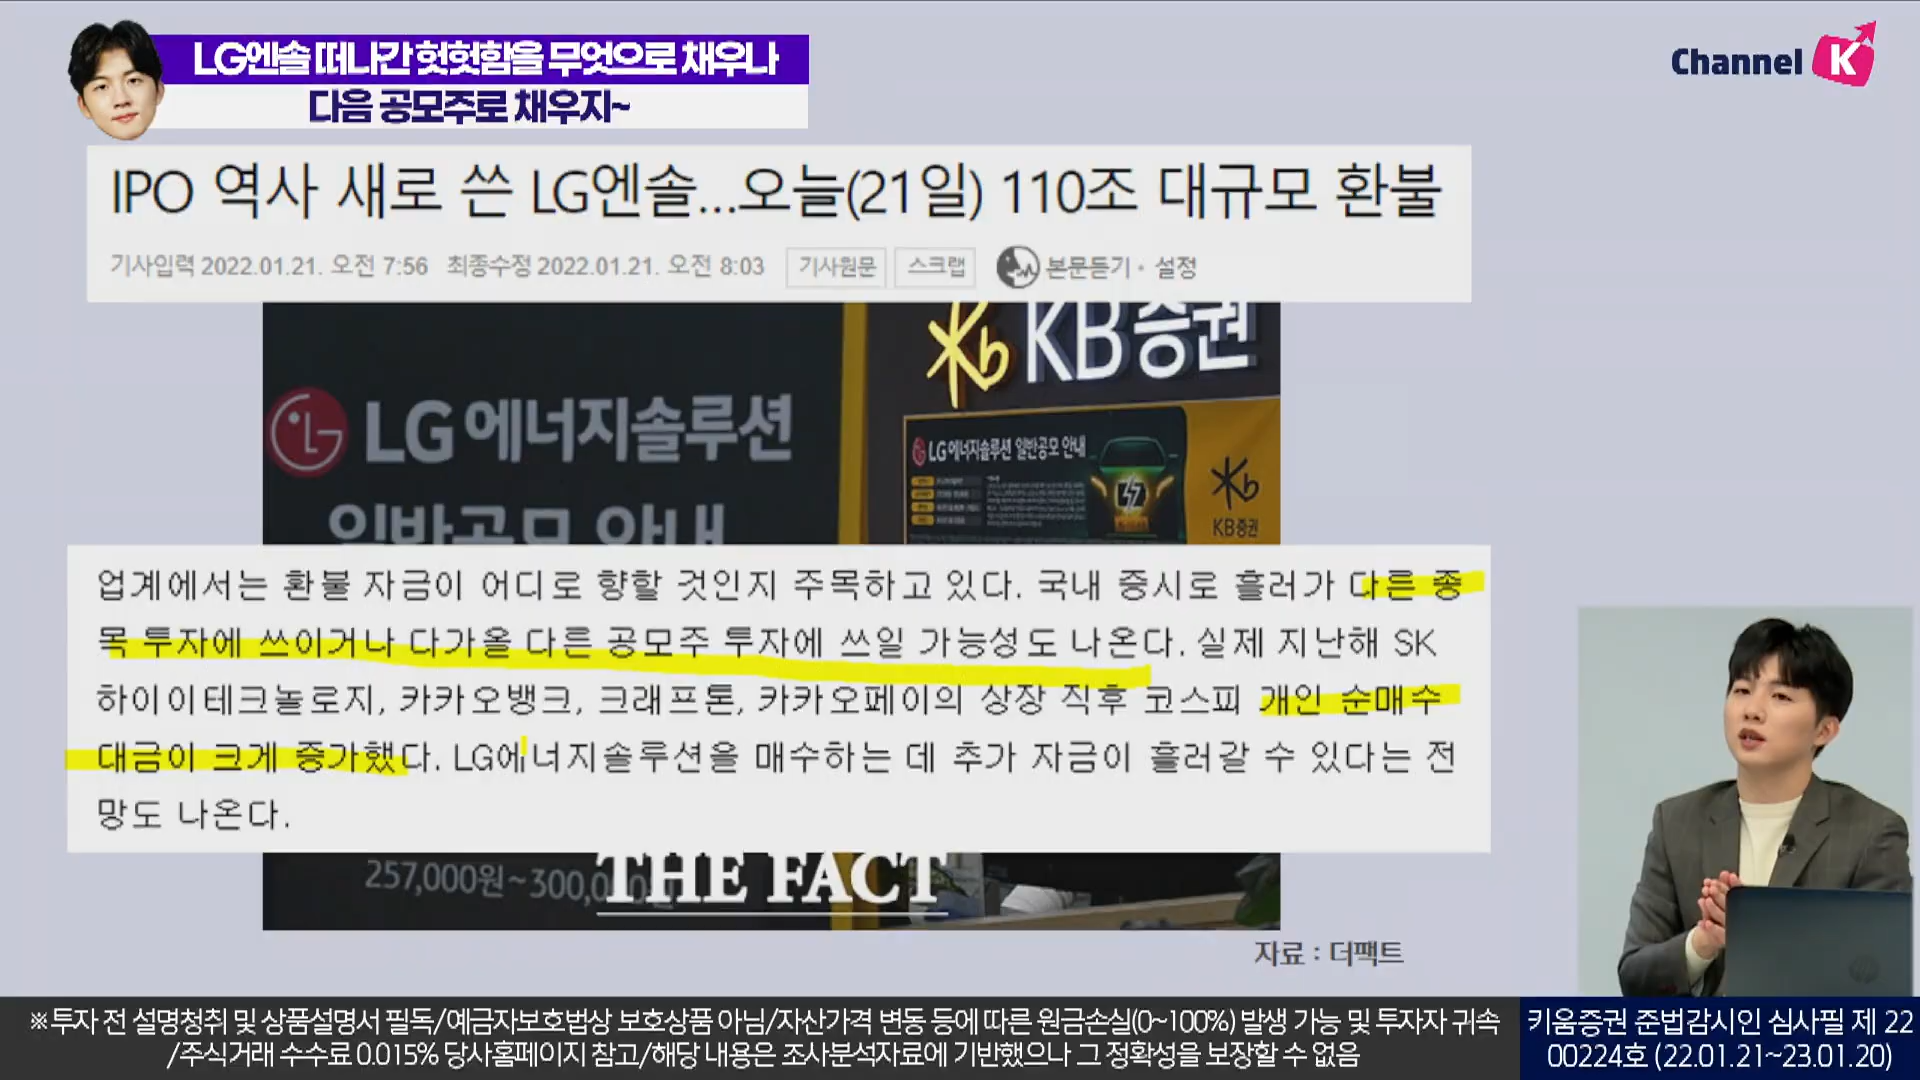 LG엔솔 떠나간 헛헛함을 무엇으로 채우나
다음 공모주로 채우지~
Channel K
IPO 역사 새로 쓴 LG엔솔...오늘(21일) 110조 대규모 환불
기사입력 2022.01.21. 오전 7:56 최종수정 2022.01.21. 오전 8:03 기사원문 스크랩 본문듣기 · 설정
KB증권
LG에너지솔루션
일반공모 안내
LG에너지솔루션 일반공모 안내
KB증권
업계에서는 환불 자금이 어디로 향할 것인지 주목하고 있다. 국내 증시로 흘러가 다른 종
목 투자에 쓰이거나 다가올 다른 공모주 투자에 쓰일 가능성도 나온다. 실제 지난해 SK
하이이테크놀로지, 카카오뱅크, 크래프톤, 카카오페이의 상장 직후 코스피 개인 순매수
대금이 크게 증가했다. LG에너지솔루션을 매수하는 데 추가 자금이 흘러갈 수 있다는 전
망도 나온다.
257,000원~300,000원
THE FACT
자료 : 더팩트
※투자 전 설명청취 및 상품설명서 필독/예금자보호법상 보호상품 아님/자산가격 변동 등에 따른 원금손실(0~100%) 발생 가능 및 투자자 귀속
/주식거래 수수료 0.015% 당사홈페이지 참고/해당 내용은 조사분석자료에 기반했으나 그 정확성을 보장할 수 없음
키움증권 준법감시인 심사필 제 22
00224호 (22.01.21~23.01.20)